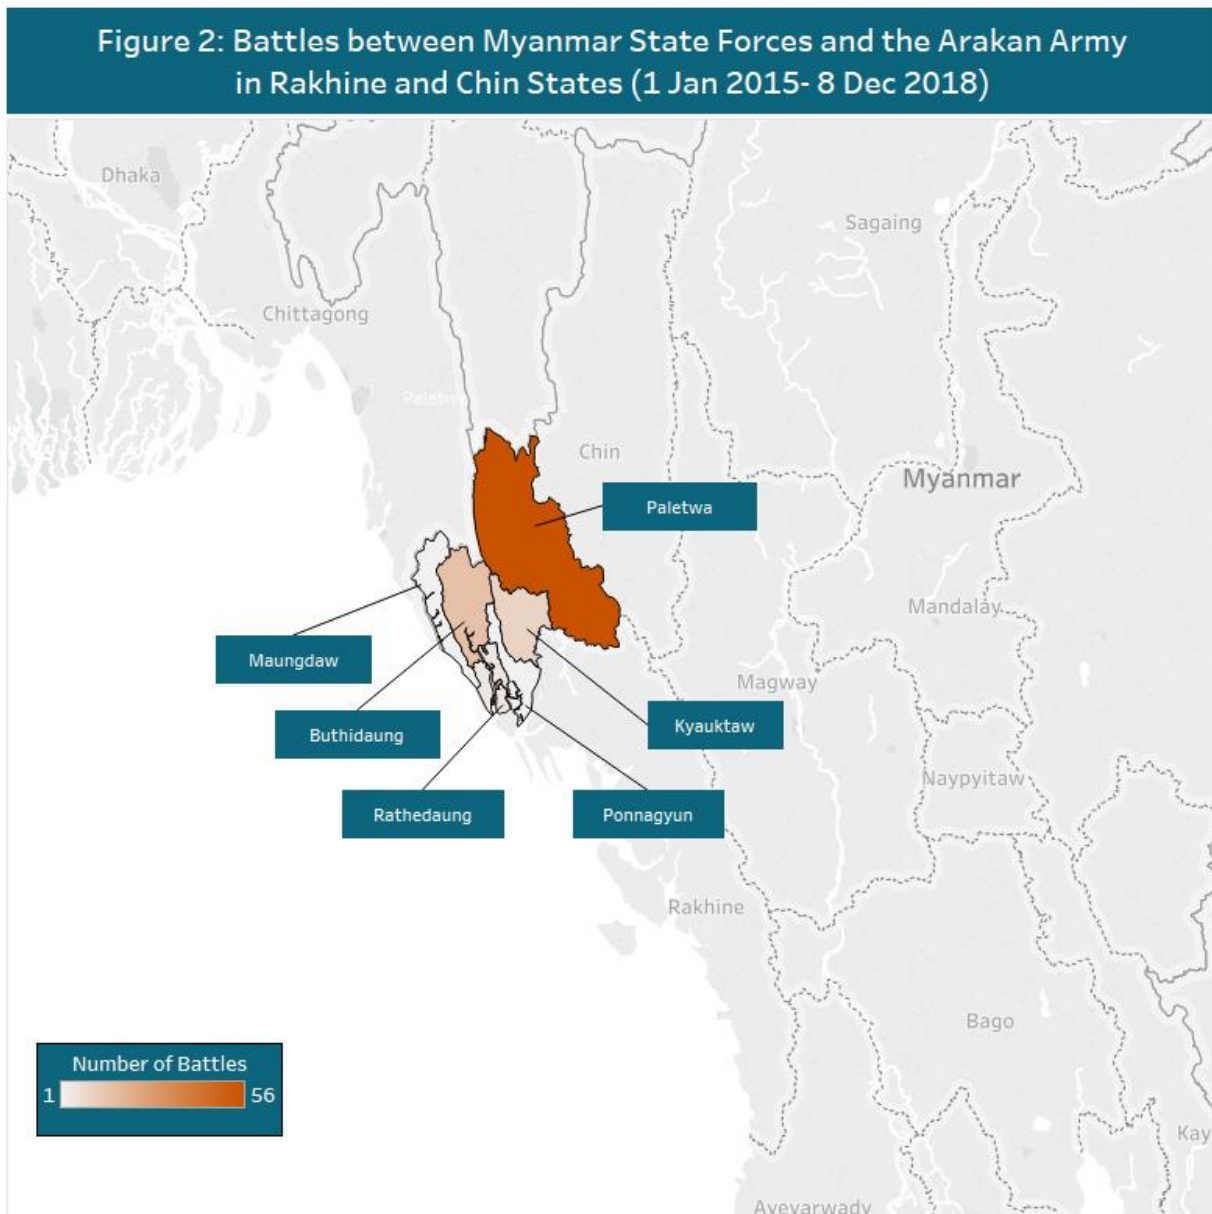 Figure 2: Battles between Myanmar State Forces and the Arakan Army
in Rakhine and Chin States (1 Jan 2015- 8 Dec 2018)
Dhaka
Sagaing
Chittagong
Chin
Myanmar
Paletwa
Mandalay
Maungdaw
Magway
Buthidaung
Kyauktaw
Naypyitaw
Rathedaung
Ponnagyun
Rakhine
Bago
Number of Battles
1
56
Kay
Ayeyarwady